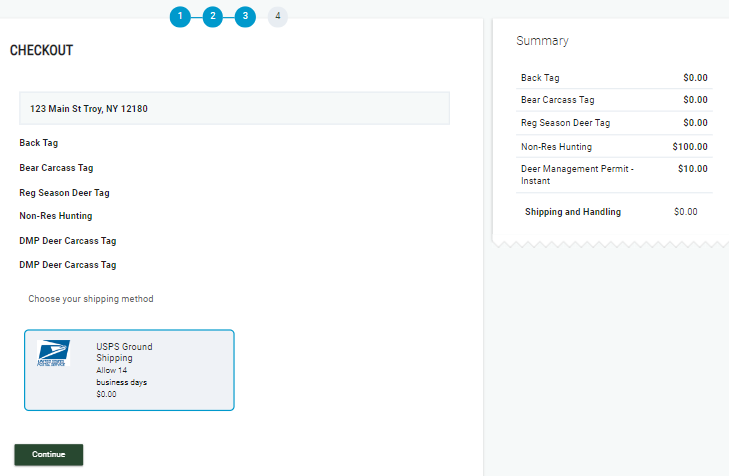 1 2 3 4
CHECKOUT
123 Main St Troy, NY 12180
Back Tag
Bear Carcass Tag
Reg Season Deer Tag
Non-Res Hunting
DMP Deer Carcass Tag
DMP Deer Carcass Tag
Choose your shipping method
UNITED STATES
POSTAL SERVICE
USPS Ground
Shipping
Allow 14
business days
$0.00
Continue
Summary
Back Tag $0.00
Bear Carcass Tag $0.00
Reg Season Deer Tag $0.00
Non-Res Hunting $100.00
Deer Management Permit - $10.00
Instant
Shipping and Handling $0.00